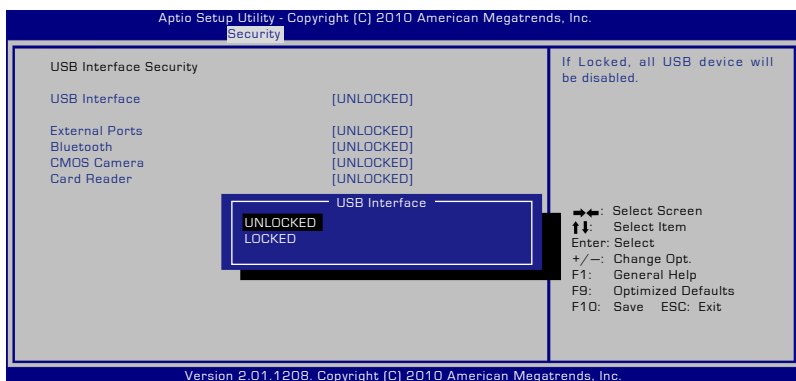 Aptio Setup Utility - Copyright (C) 2010 American Megatrends, Inc.
Security
USB Interface Security
USB Interface [UNLOCKED]
External Ports [UNLOCKED]
Bluetooth [UNLOCKED]
CMOS Camera [UNLOCKED]
Card Reader [UNLOCKED]
USB Interface
UNLOCKED
LOCKED
If Locked, all USB device will
be disabled.
→←: Select Screen
↑↓: Select Item
Enter: Select
+/—: Change Opt.
F1: General Help
F9: Optimized Defaults
F10: Save ESC: Exit
Version 2.01.1208. Copyright (C) 2010 American Megatrends, Inc.